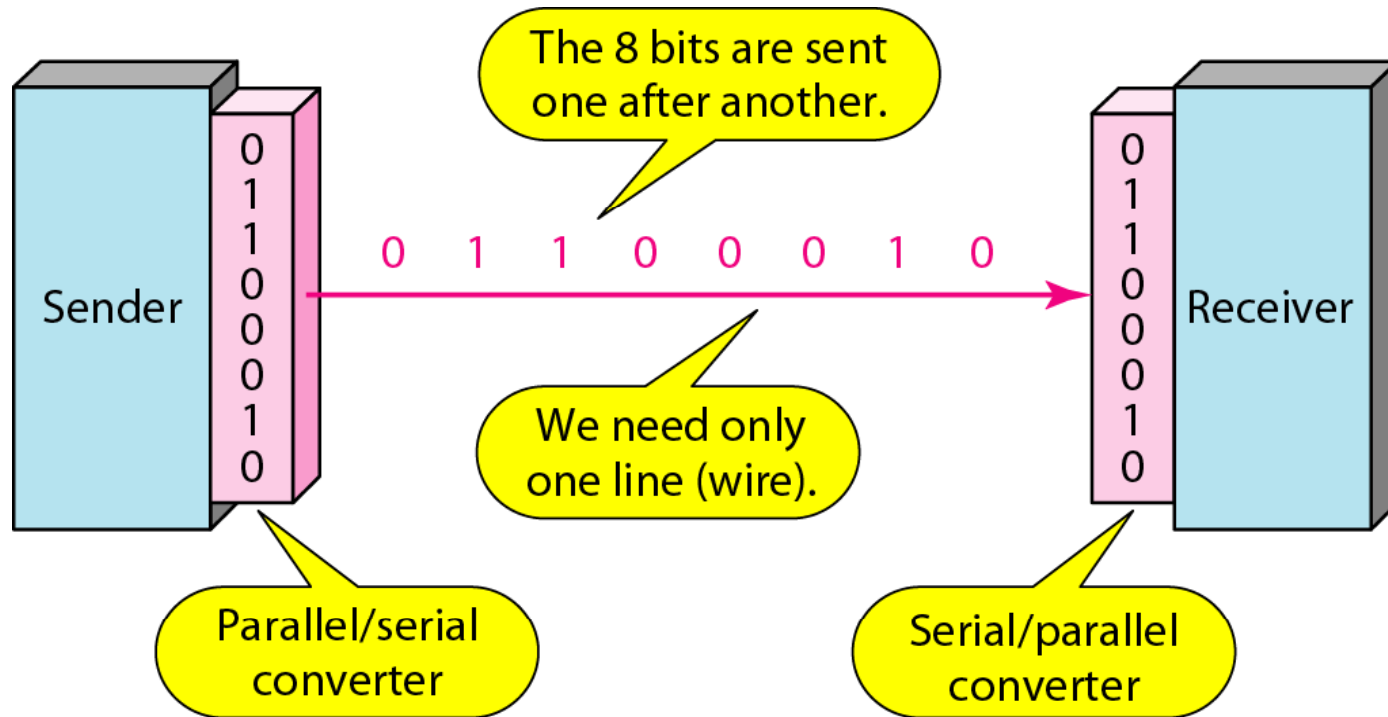 The 8 bits are sent
one after another.
0
1
1
0
0
0
1
0
0 1 1 0 0 0 1 0
0
1
1
0
0
0
1
0
Sender
Receiver
We need only
one line (wire).
Parallel/serial
converter
Serial/parallel
converter